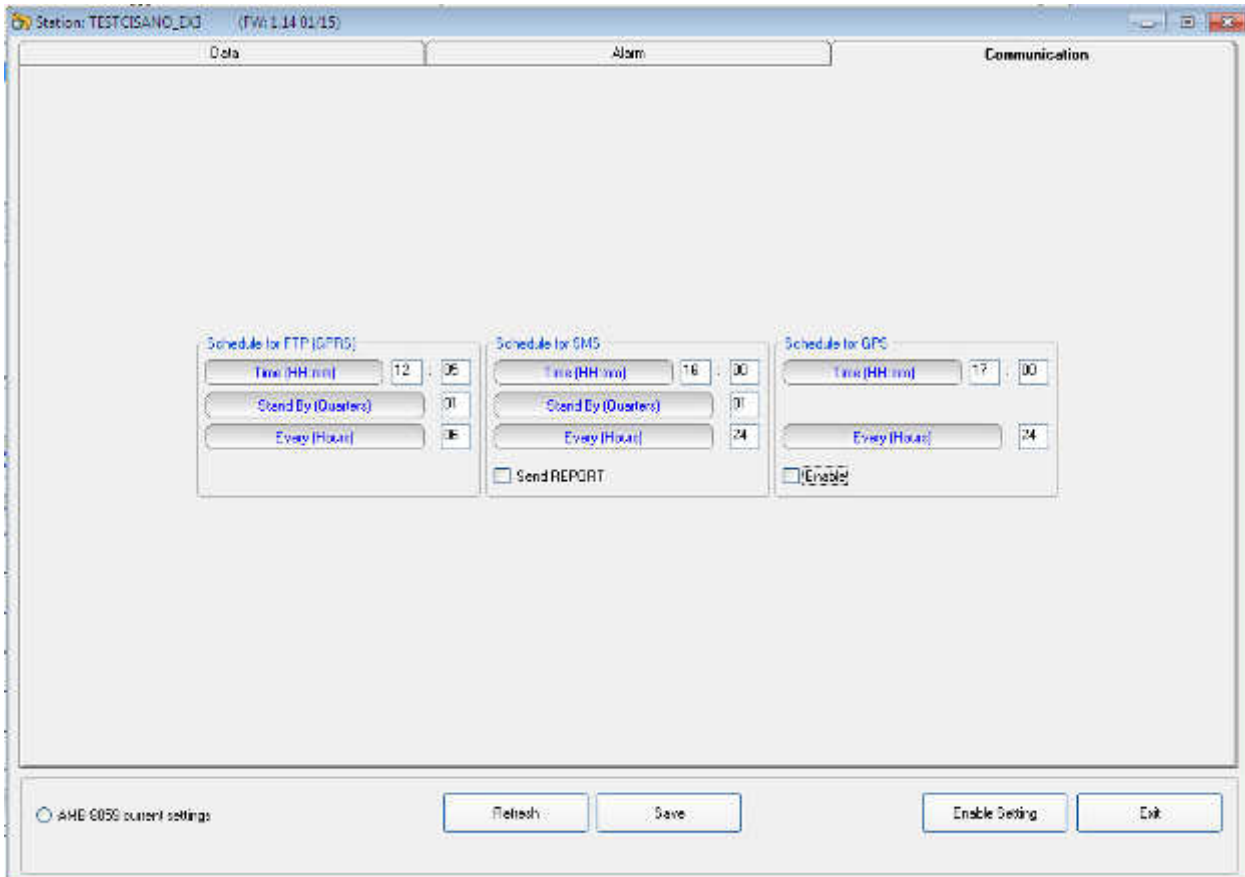 Station: TESTCISANO_EX3 (FW: 1.14 01/15)
Data Alarm Communication
Schedule for FTP (GPRS) Schedule for SMS Schedule for GPS
Time (HH:mm) 12 : 05 Time (HH:mm) 16 : 00 Time (HH:mm) 17 : 00
Stand By (Quarters) 01 Stand By (Quarters) 01
Every (Hours) 06 Every (Hours) 24 Every (Hours) 24
Send REPORT Enable
current settings Refresh Save Enable Setting Exit